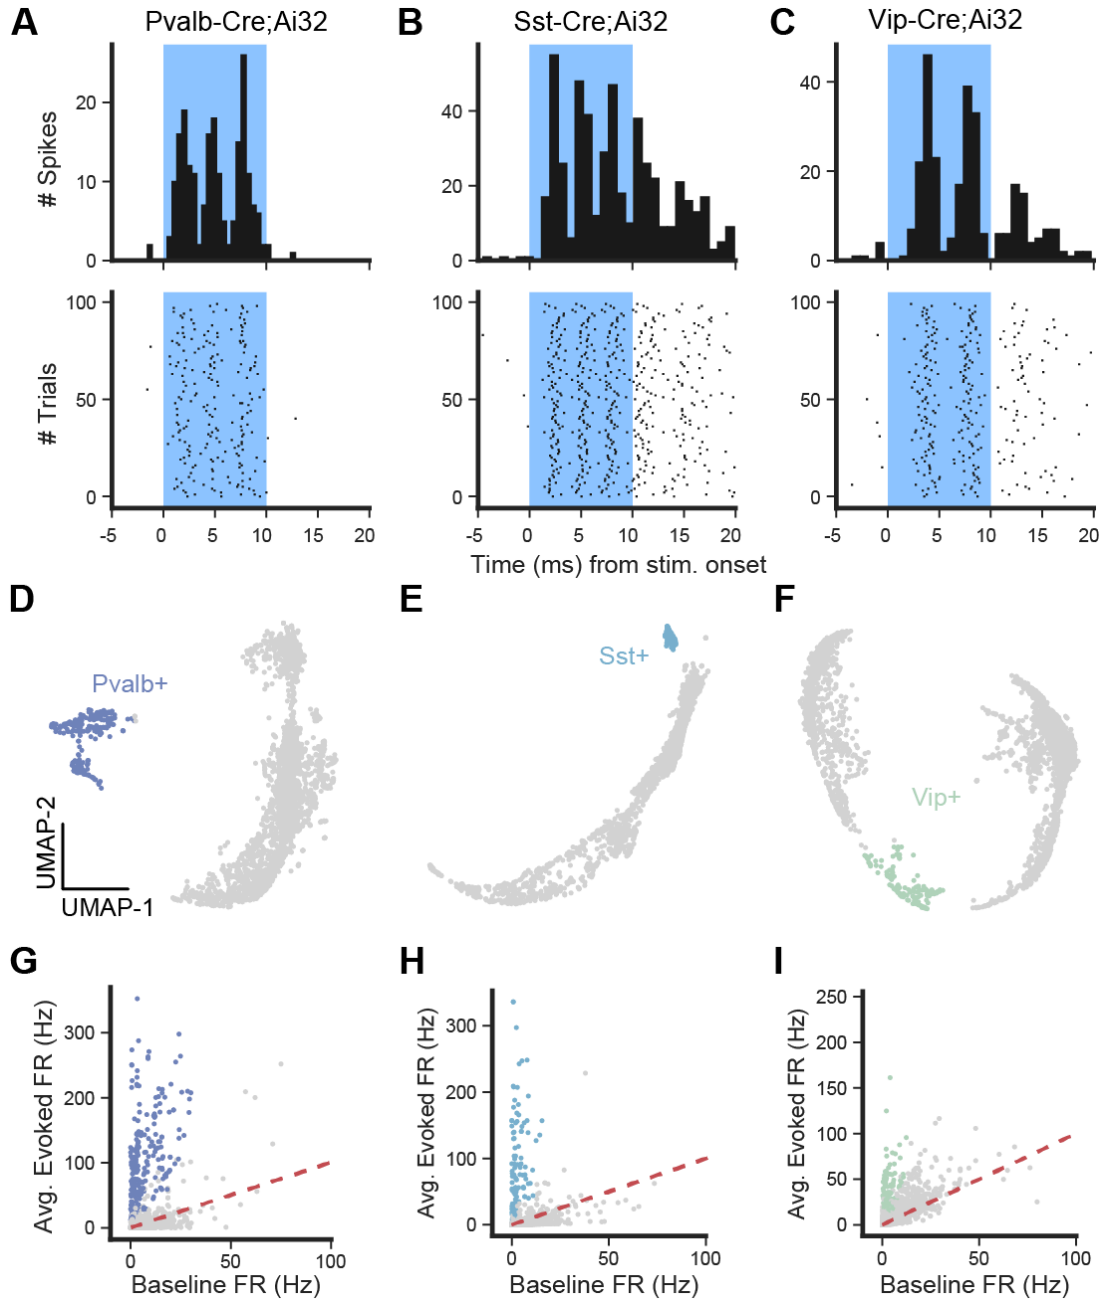 A
Pvalb-Cre;Ai32
B
Sst-Cre;Ai32
C
Vip-Cre;Ai32
# Spikes
20
10
0
40
20
0
40
20
0
# Trials
100
50
0
100
50
0
100
50
0
-5 0 5 10 15 20
-5 0 5 10 15 20
-5 0 5 10 15 20
Time (ms) from stim. onset
D
Pvalb+
UMAP-2
UMAP-1
E
Sst+
F
Vip+
G
Avg. Evoked FR (Hz)
300
200
100
0
0 50 100
Baseline FR (Hz)
H
Avg. Evoked FR (Hz)
300
200
100
0
0 50 100
Baseline FR (Hz)
I
Avg. Evoked FR (Hz)
250
200
150
100
50
0
0 50 100
Baseline FR (Hz)